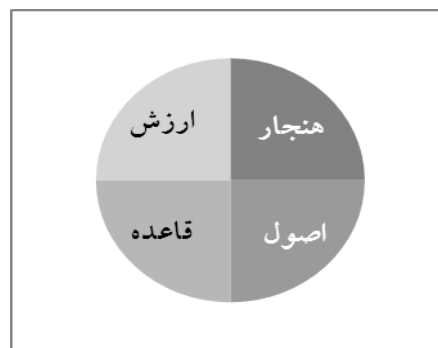 هنجار
ارزش
اصول
قاعده